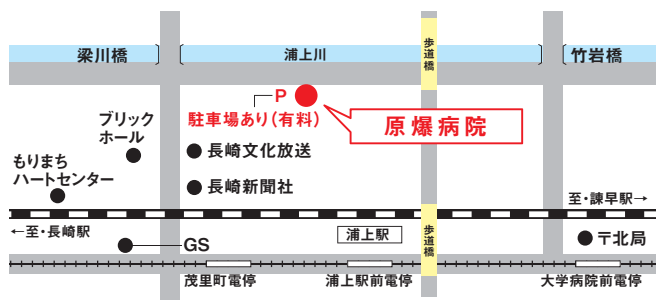 梁川橋
浦上川
歩道橋
竹岩橋
P
駐車場あり(有料)
原爆病院
ブリック
ホール
長崎文化放送
もりまち
ハートセンター
長崎新聞社
至・諫早駅→
←至・長崎駅
GS
浦上駅
歩道橋
〒北局
茂里町電停
浦上駅前電停
大学病院前電停